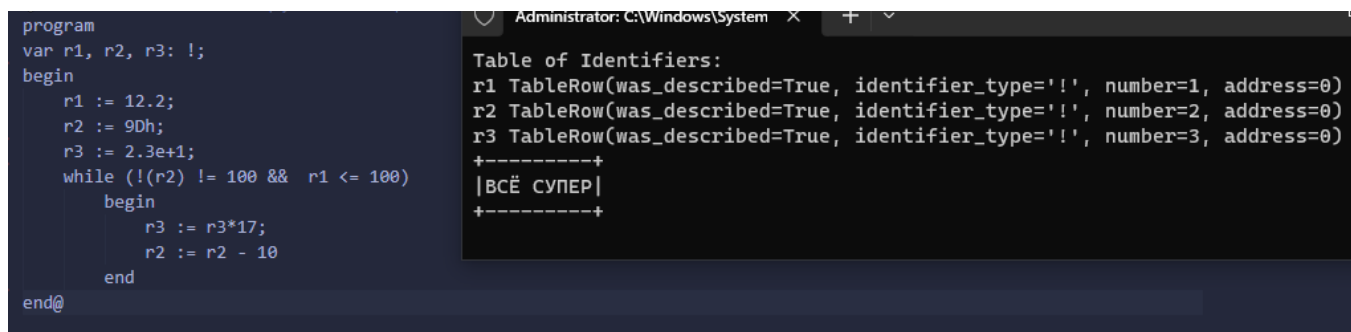 program
var r1, r2, r3: !;
begin
    r1 := 12.2;
    r2 := 9Dh;
    r3 := 2.3e+1;
    while (!(r2) != 100 &&  r1 <= 100)
        begin
            r3 := r3*17;
            r2 := r2 - 10
        end
end@
Administrator: C:\Windows\System
Table of Identifiers:
r1 TableRow(was_described=True, identifier_type='!', number=1, address=0)
r2 TableRow(was_described=True, identifier_type='!', number=2, address=0)
r3 TableRow(was_described=True, identifier_type='!', number=3, address=0)
+---------+
|ВСЁ СУПЕР|
+---------+